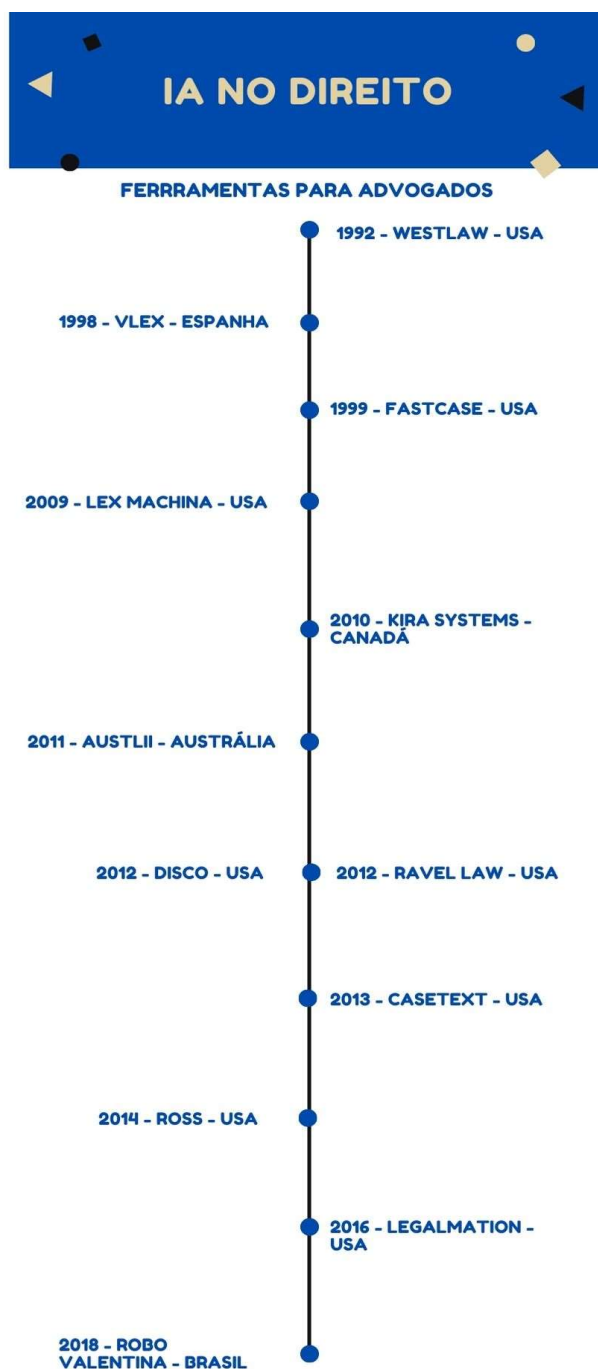 IA NO DIREITO
FERRRAMENTAS PARA ADVOGADOS
1992 - WESTLAW - USA
1998 - VLEX - ESPANHA
1999 - FASTCASE - USA
2009 - LEX MACHINA - USA
2010 - KIRA SYSTEMS -
CANADÁ
2011 - AUSTLII - AUSTRÁLIA
2012 - DISCO - USA
2012 - RAVEL LAW - USA
2013 - CASETEXT - USA
2014 - ROSS - USA
2016 - LEGALMATION -
USA
2018 - ROBO
VALENTINA - BRASIL